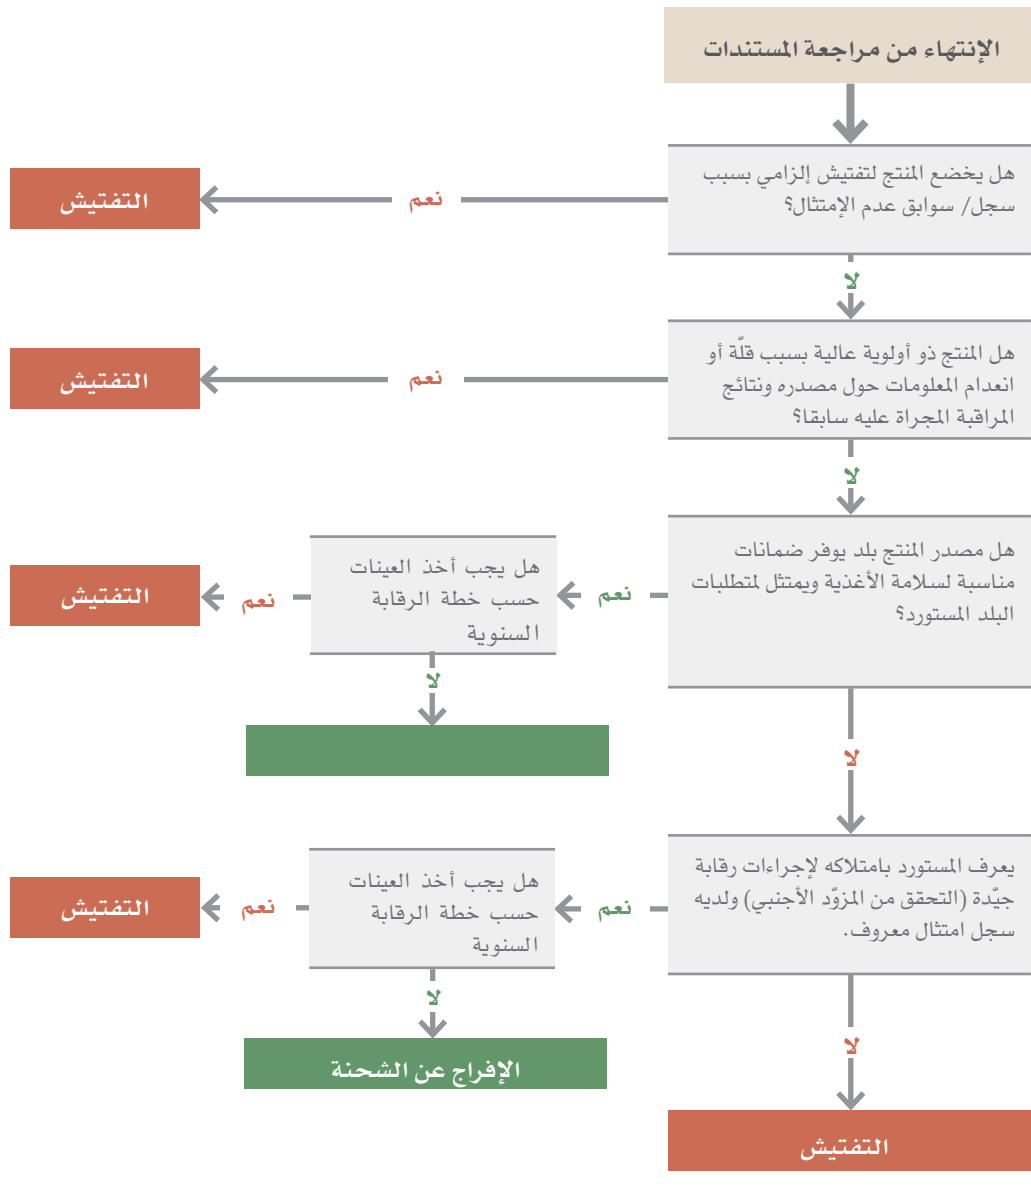 الإنتهاء من مراجعة المستندات
هل يخضع المنتج لتفتيش إلزامي بسبب
سجل/ سوابق عدم الإمتثال؟
نعم
التفتيش
لا
هل المنتج ذو أولوية عالية بسبب قلّة أو
انعدام المعلومات حول مصدره ونتائج
المراقبة المجراة عليه سابقا؟
نعم
التفتيش
لا
هل مصدر المنتج بلد يوفر ضمانات
مناسبة لسلامة الأغذية ويمتثل لمتطلبات
البلد المستورد؟
نعم
هل يجب أخذ العينات
حسب خطة الرقابة
السنوية
نعم
التفتيش
لا
لا
يعرف المستورد بامتلاكه لإجراءات رقابة
جيّدة (التحقق من المزوّد الأجنبي) ولديه
سجل امتثال معروف.
نعم
هل يجب أخذ العينات
حسب خطة الرقابة
السنوية
نعم
التفتيش
لا
الإفراج عن الشحنة
لا
التفتيش